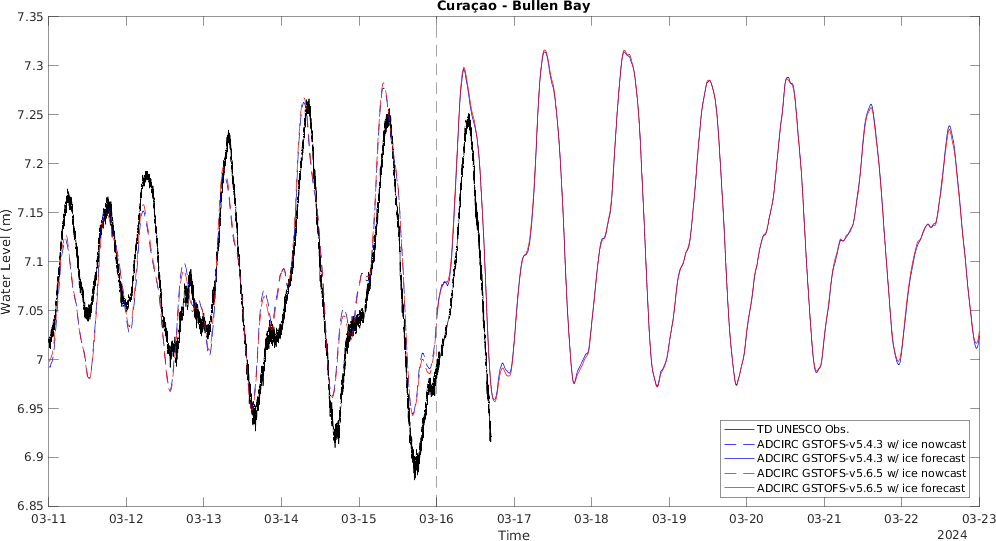 Curaçao - Bullen Bay
7.35
7.3
7.25
7.2
7.15
7.1
7.05
7
6.95
6.9
6.85
Water Level (m)
TD UNESCO Obs.
ADCIRC GSTOFS-v5.4.3 w/ ice nowcast
ADCIRC GSTOFS-v5.4.3 w/ ice forecast
ADCIRC GSTOFS-v5.6.5 w/ ice nowcast
ADCIRC GSTOFS-v5.6.5 w/ ice forecast
03-11 03-12 03-13 03-14 03-15 03-16 03-17 03-18 03-19 03-20 03-21 03-22 03-23
Time
2024